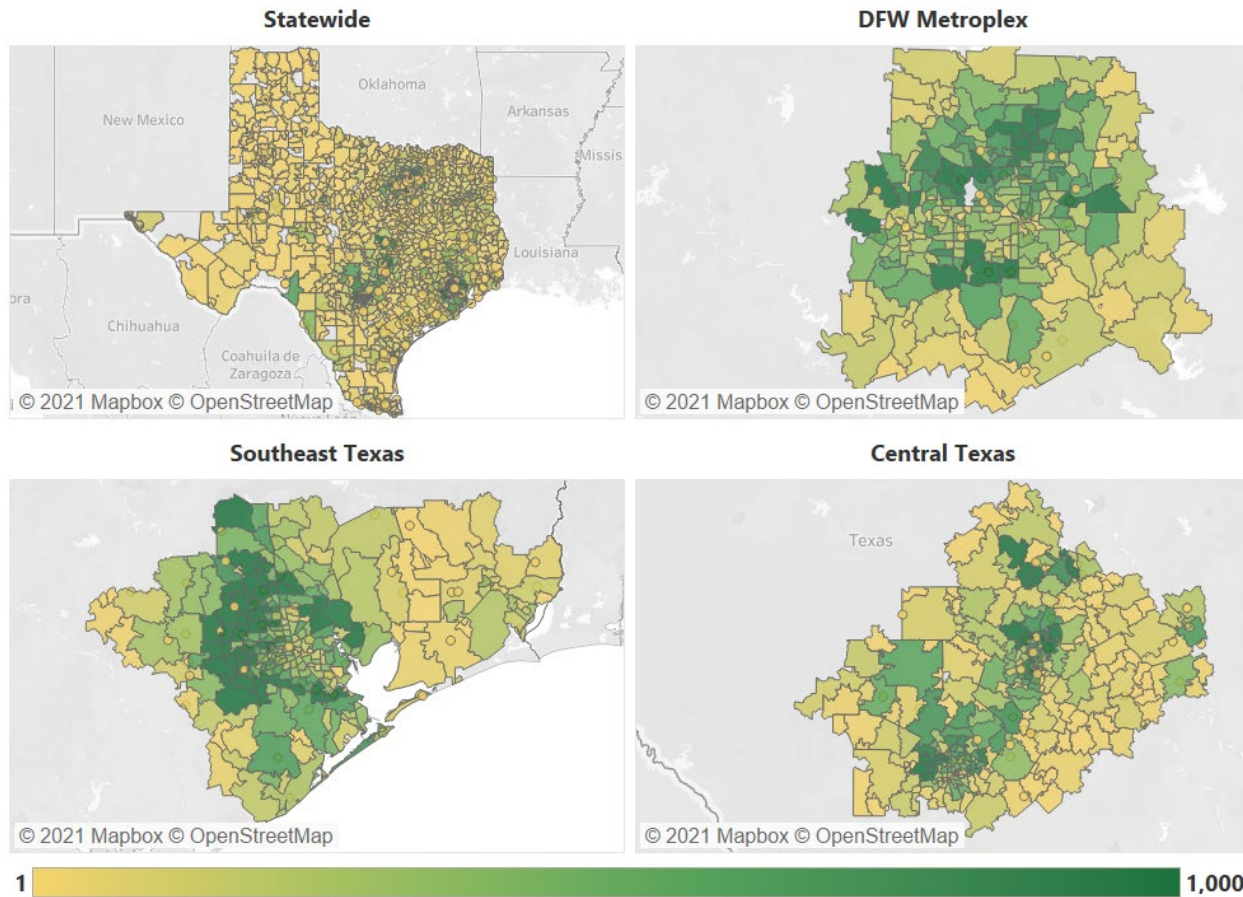 Statewide
DFW Metroplex
Oklahoma
New Mexico
Arkansas
Missis
Louisiana
ora
Chihuahua
Coahuila de
Zaragoza
© 2021 Mapbox © OpenStreetMap
© 2021 Mapbox © OpenStreetMap
Southeast Texas
Central Texas
Texas
© 2021 Mapbox © OpenStreetMap
© 2021 Mapbox © OpenStreetMap
1
1,000